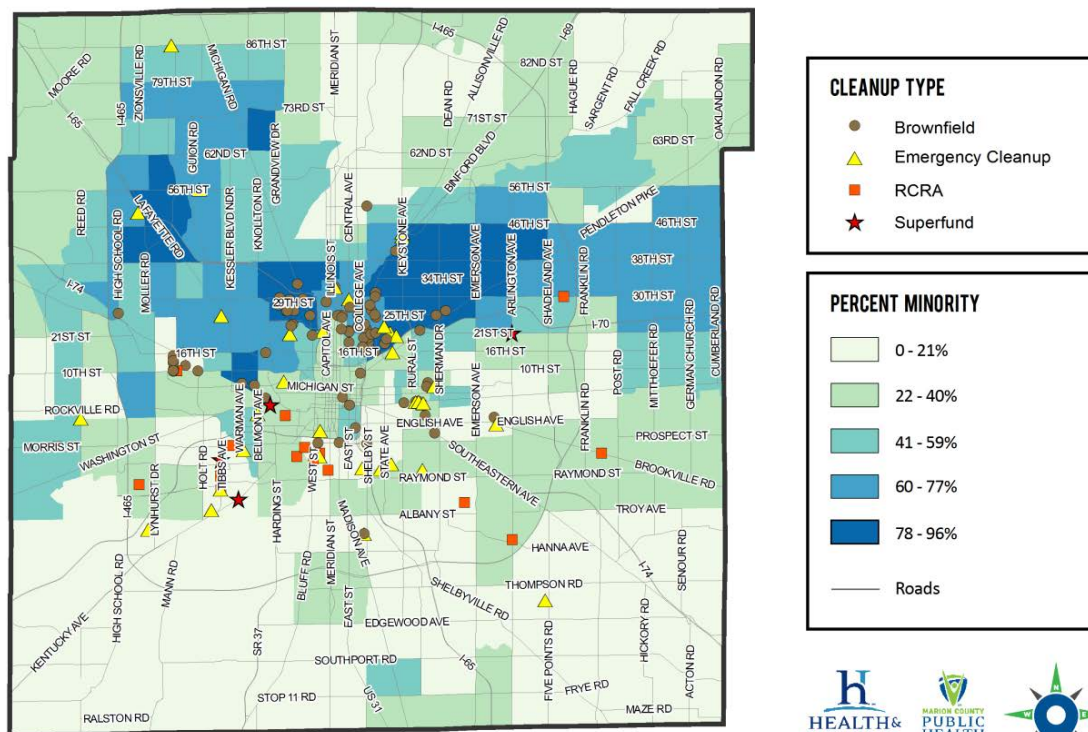 I-465
I-69
86TH ST
MOORE RD
ZIONSVILLE RD
MICHIGAN RD
MERIDIAN ST
ALLISONVILLE RD
82ND ST
HAGUE RD
SARGENT RD
FALL CREEK RD
OAKLANDON RD
I-65
I-465
79TH ST
73RD ST
DEAN RD
71ST ST
63RD ST
GUION RD
62ND ST
GRANDVIEW DR
62ND ST
BINFORD BLVD
REED RD
56TH ST
KESSLER BLVD NDR
KNOLLTON RD
CENTRAL AVE
56TH ST
46TH ST
PENDLETON PIKE
46TH ST
LAFAYETTE RD
HIGH SCHOOL RD
MOLLER RD
ILLINOIS ST
COLLEGE AVE
KEYSTONE AVE
34TH ST
EMERSON AVE
ARLINGTON AVE
SHADELAND AVE
FRANKLIN RD
38TH ST
I-74
29TH ST
30TH ST
25TH ST
21ST ST
21ST ST
I-70
16TH ST
CAPITOL AVE
16TH ST
RURAL ST
SHERMAN DR
16TH ST
10TH ST
10TH ST
POST RD
MITTHOEFER RD
GERMAN CHURCH RD
CUMBERLAND RD
ROCKVILLE RD
WARMAN AVE
BELMONT AVE
MICHIGAN ST
EMERSON AVE
ENGLISH AVE
ENGLISH AVE
FRANKLIN RD
MORRIS ST
WASHINGTON ST
PROSPECT ST
HOLT RD
TIBBS AVE
WEST ST
EAST ST
SHELBY ST
STATE AVE
RAYMOND ST
SOUTHEASTERN AVE
RAYMOND ST
BROOKVILLE RD
I-465
LYNHURST DR
HARDING ST
ALBANY ST
TROY AVE
MADISON AVE
HANNA AVE
BLUFF RD
MERIDIAN ST
I-74
SENOUR RD
HIGH SCHOOL RD
MANN RD
THOMPSON RD
SHELBYVILLE RD
KENTUCKY AVE
SR 37
EAST ST
EDGEWOOD AVE
HICKORY RD
FIVE POINTS RD
ACTON RD
SOUTHPORT RD
I-65
STOP 11 RD
US 31
FRYE RD
RALSTON RD
MAZE RD
CLEANUP TYPE
Brownfield
Emergency Cleanup
RCRA
Superfund
PERCENT MINORITY
0 - 21%
22 - 40%
41 - 59%
60 - 77%
78 - 96%
Roads
h
HEALTH &
MARION COUNTY
PUBLIC
HEALTH
N
W
E